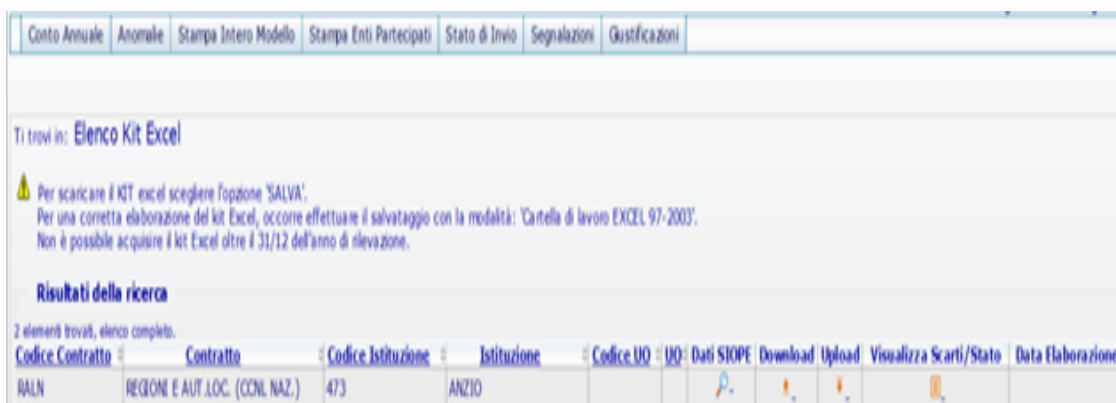 Conto Annuale Anomalie Stampa Intero Modello Stampa Enti Partecipati Stato di Invio Segnalazioni Giustificazioni
Ti trovi in: Elenco Kit Excel
Per scaricare il KIT excel scegliere l'opzione 'SALVA'.
Per una corretta elaborazione del kit Excel, occorre effettuare il salvataggio con la modalità: 'Cartella di lavoro EXCEL 97-2003'.
Non è possibile acquisire il kit Excel oltre il 31/12 dell'anno di rilevazione.
Risultati della ricerca
2 elementi trovati, elenco completo.
Codice Contratto Contratto Codice Istituzione Istituzione Codice UO UO Dati SIOPE Download Upload Visualizza Scarti/Stato Data Elaborazione
RALN REGIONI E AUT.LOC. (CCNL NAZ.) 473 ANZIO